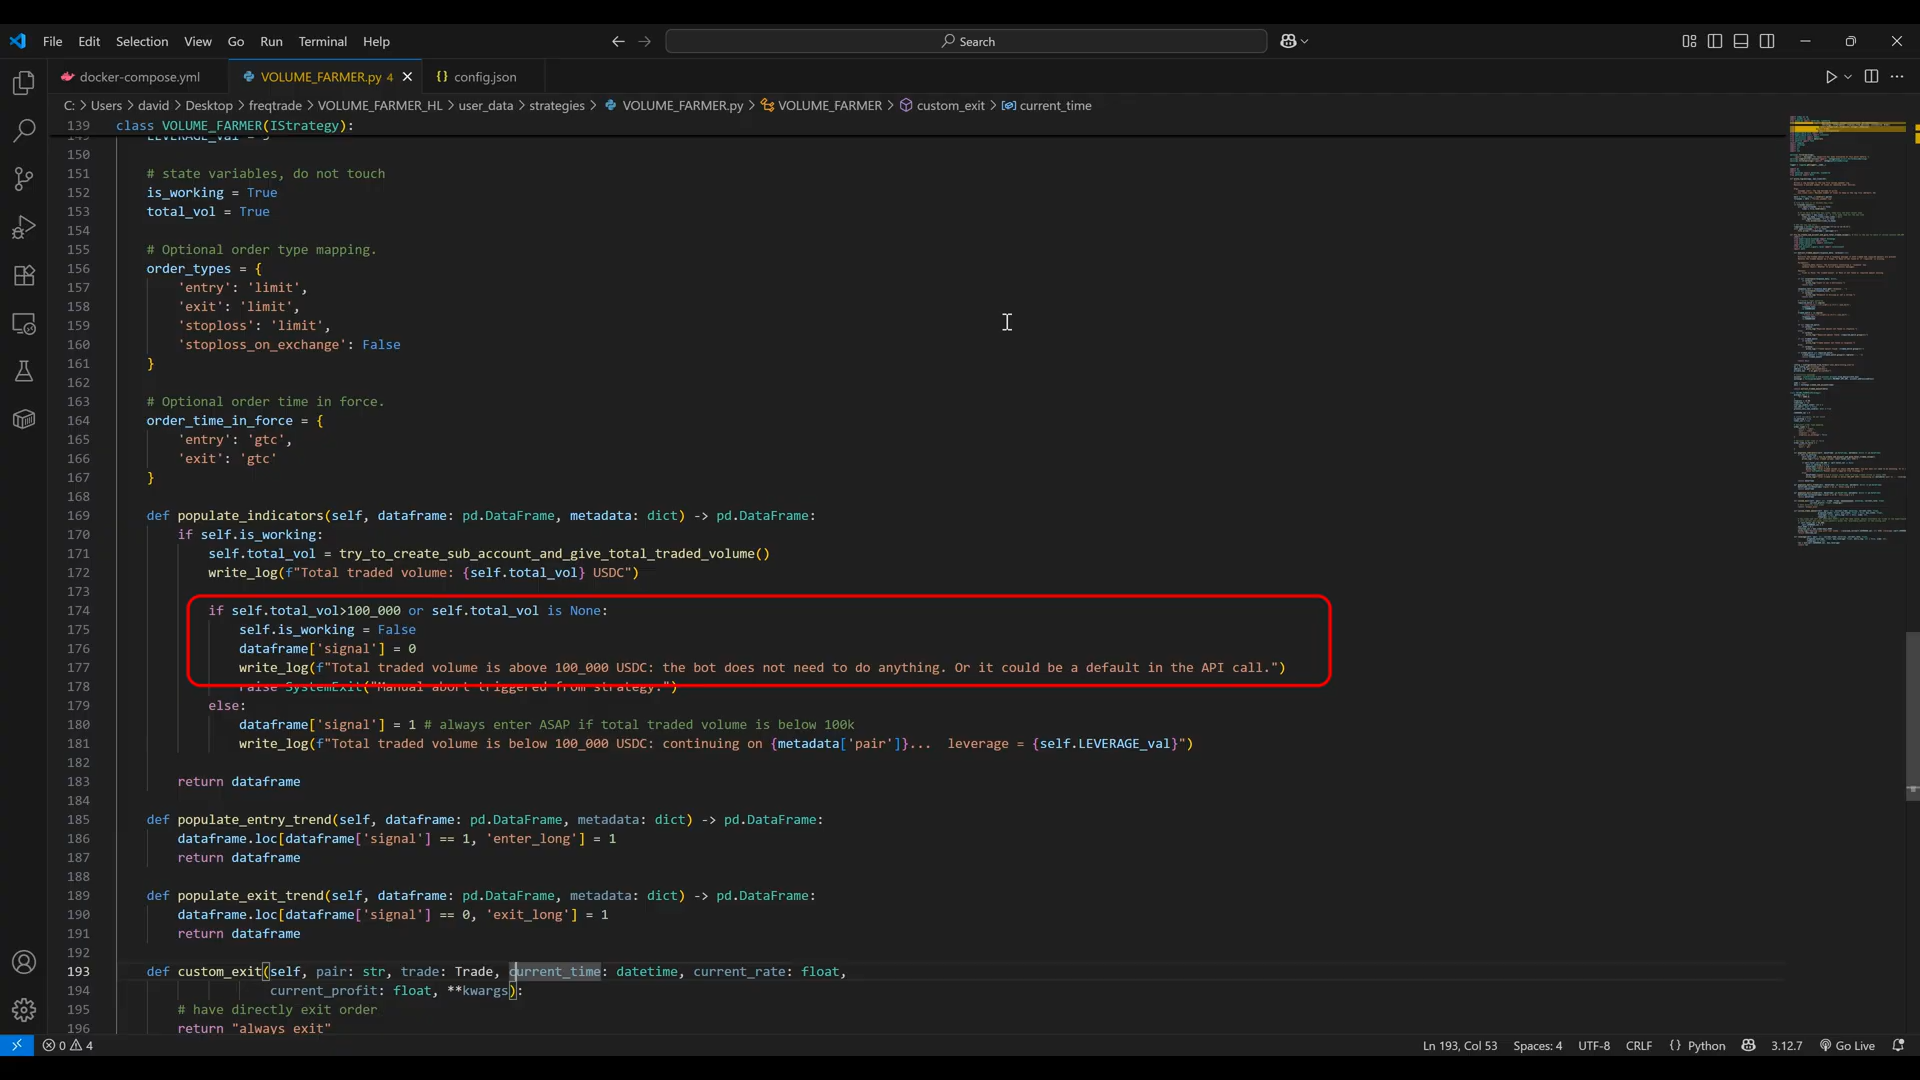 File Edit Selection View Go Run Terminal Help
Search
docker-compose.yml
VOLUME_FARMER.py 4
{} config.json
C: > Users > david > Desktop > freqtrade > VOLUME_FARMER_HL > user_data > strategies > VOLUME_FARMER.py > VOLUME_FARMER > custom_exit > current_time
139 class VOLUME_FARMER(IStrategy):
150
151 # state variables, do not touch
152 is_working = True
153 total_vol = True
154
155 # Optional order type mapping.
156 order_types = {
157 'entry': 'limit',
158 'exit': 'limit',
159 'stoploss': 'limit',
160 'stoploss_on_exchange': False
161 }
162
163 # Optional order time in force.
164 order_time_in_force = {
165 'entry': 'gtc',
166 'exit': 'gtc'
167 }
168
169 def populate_indicators(self, dataframe: pd.DataFrame, metadata: dict) -> pd.DataFrame:
170 if self.is_working:
171 self.total_vol = try_to_create_sub_account_and_give_total_traded_volume()
172 write_log(f"Total traded volume: {self.total_vol} USDC")
173
174 if self.total_vol>100_000 or self.total_vol is None:
175 self.is_working = False
176 dataframe['signal'] = 0
177 write_log(f"Total traded volume is above 100_000 USDC: the bot does not need to do anything. Or it could be a default in the API call.")
178 raise SystemExit("Manual abort triggered from strategy.")
179 else:
180 dataframe['signal'] = 1 # always enter ASAP if total traded volume is below 100k
181 write_log(f"Total traded volume is below 100_000 USDC: continuing on {metadata['pair']}... leverage = {self.LEVERAGE_val}")
182
183 return dataframe
184
185 def populate_entry_trend(self, dataframe: pd.DataFrame, metadata: dict) -> pd.DataFrame:
186 dataframe.loc[dataframe['signal'] == 1, 'enter_long'] = 1
187 return dataframe
188
189 def populate_exit_trend(self, dataframe: pd.DataFrame, metadata: dict) -> pd.DataFrame:
190 dataframe.loc[dataframe['signal'] == 0, 'exit_long'] = 1
191 return dataframe
192
193 def custom_exit(self, pair: str, trade: Trade, current_time: datetime, current_rate: float,
194 current_profit: float, **kwargs):
195 # have directly exit order
196 return "always exit"
0 4 Ln 193, Col 53 Spaces: 4 UTF-8 CRLF {} Python 3.12.7 Go Live